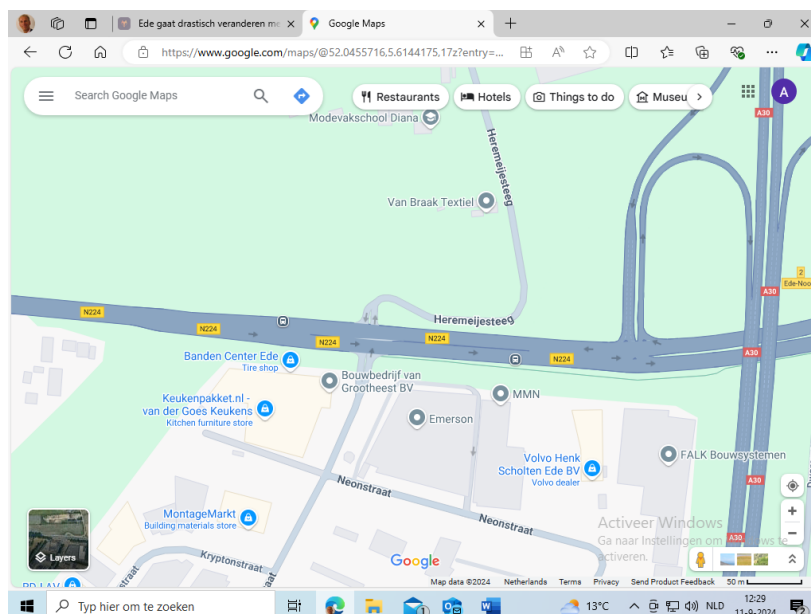 Ede gaat drastisch veranderen me
Google Maps
https://www.google.com/maps/@52.0455716,5.6144175,17z?entry=...
Search Google Maps
Restaurants
Hotels
Things to do
Museu
A
A30
Modevakschool Diana
Heremeijesteeg
Van Braak Textiel
2
Ede-Noo
A30
N224
Heremeijesteeg
N224
N224
N224
N224
A30
Banden Center Ede
Tire shop
Bouwbedrijf van
Grootheest BV
Keukenpakket.nl -
van der Goes Keukens
Kitchen furniture store
MMN
Emerson
FALK Bouwsystemen
Volvo Henk
Scholten Ede BV
Volvo dealer
A30
Neonstraat
MontageMarkt
Building materials store
Neonstraat
Activeer Windows
Ga naar Instellingen om Windows te
activeren.
A30
Kryptonstraat
Layers
Google
Map data ©2024
Netherlands
Terms
Privacy
Send Product Feedback
50 m
Typ hier om te zoeken
13°C
NLD
12:29
11-9-2024